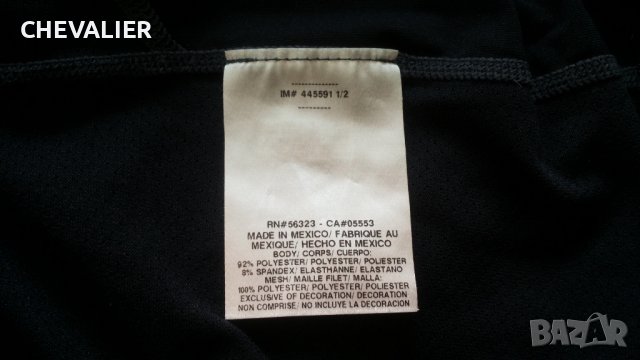 CHEVALIER
IM# 445591 1/2
RN#56323 - CA#05553
MADE IN MEXICO/ FABRIQUE AU
MEXIQUE/ HECHO EN MEXICO
BODY/ CORPS/ CUERPO:
92% POLYESTER/ POLYESTER/ POLIESTER
8% SPANDEX/ ELASTHANNE/ ELASTANO
MESH/ MAILLE FILET/ MALLA:
100% POLYESTER/ POLYESTER/ POLIESTER
EXCLUSIVE OF DECORATION/ DECORATION
NON COMPRISE/ NO INCLUYE LA DECORACION
BAZAR
bg